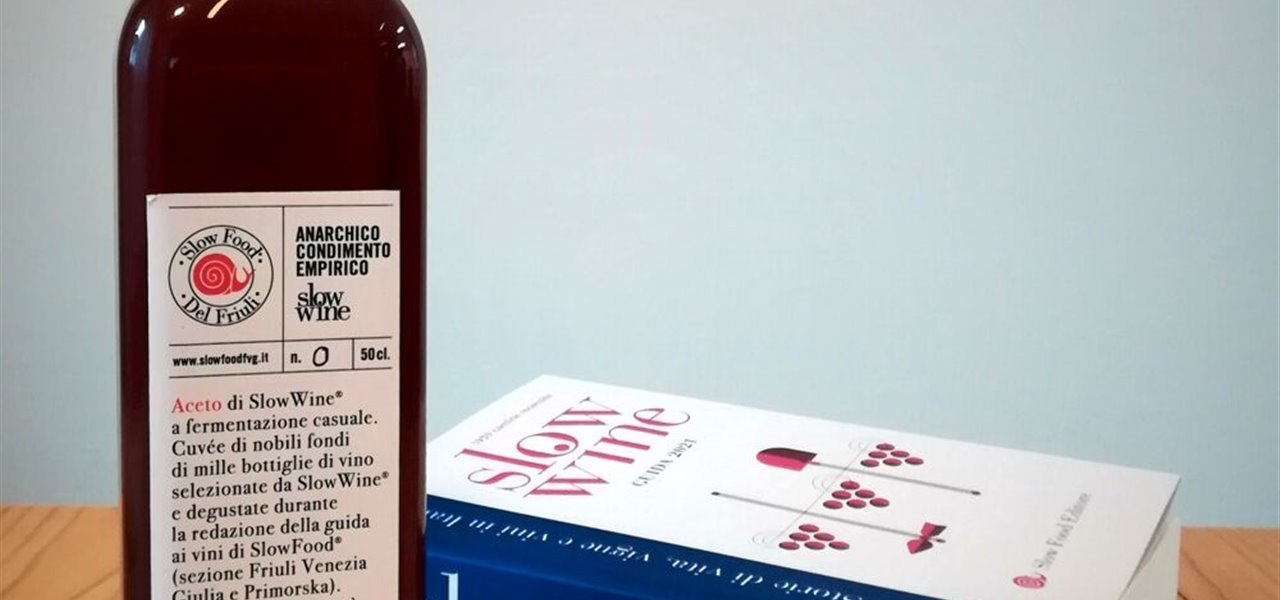 Slow Food
Del Friuli
ANARCHICO
CONDIMENTO
EMPIRICO
slow
wine
www.slowfoodfvg.it
n. 0
50cl.
Aceto di SlowWine®
a fermentazione casuale.
Cuvée di nobili fondi
di mille bottiglie di vino
selezionate da SlowWine®
e degustate durante
la redazione della guida
ai vini di SlowFood®
(sezione Friuli Venezia
Giulia e Primorska).
cantine recensite
slow
wine
GUIDA 2021
Slow Food Editore
Storie di vita, vigne e vini in